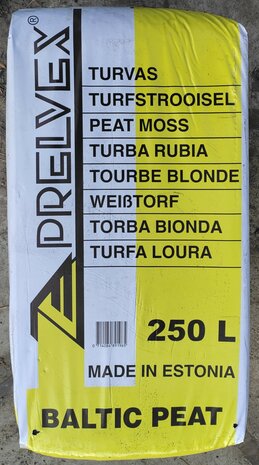 PRELVEX®
TURVAS
TURFSTROOISEL
PEAT MOSS
TURBA RUBIA
TOURBE BLONDE
WEIßTORF
TORBA BIONDA
TURFA LOURA
250 L
MADE IN ESTONIA
BALTIC PEAT